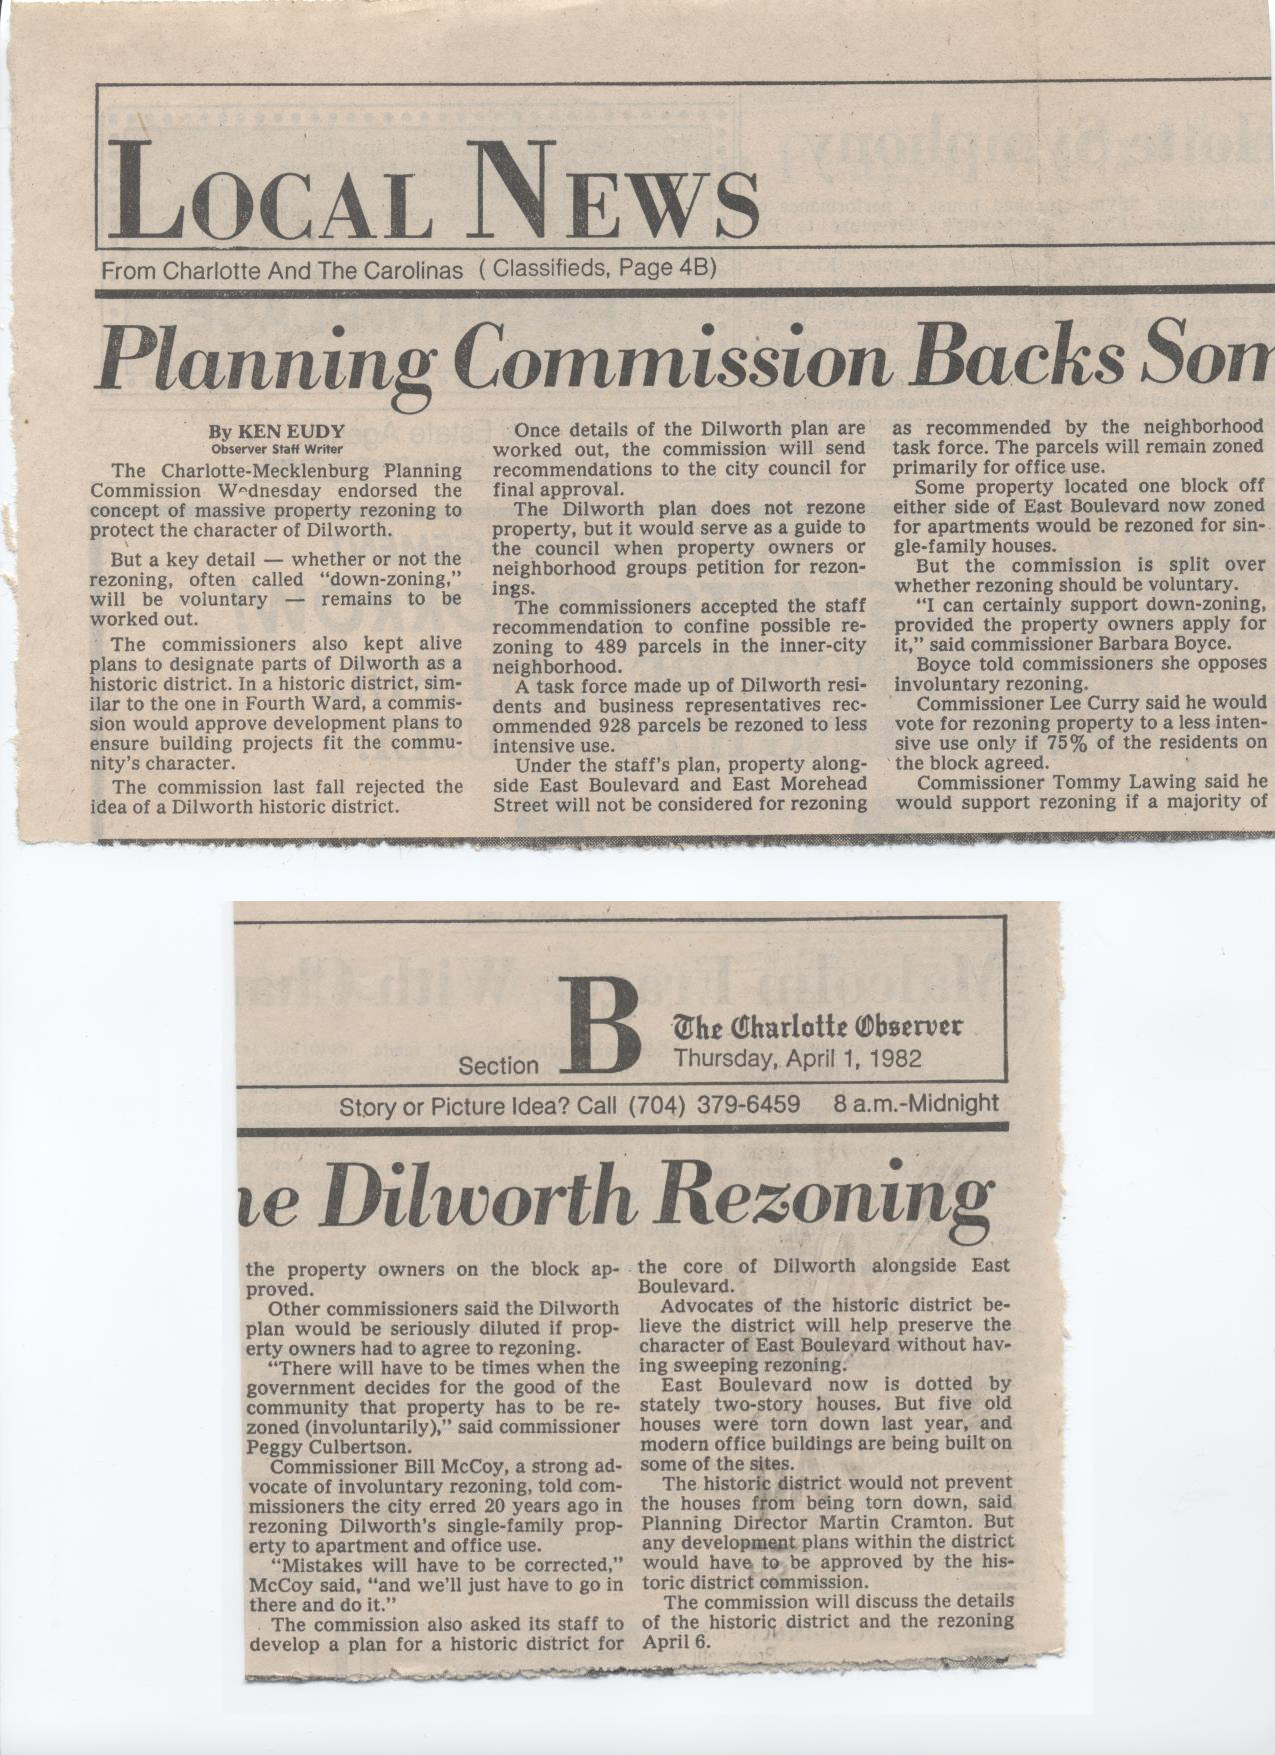 LOCAL NEWS
From Charlotte And The Carolinas ( Classifieds, Page 4B)
Planning Commission Backs Som
By KEN EUDY
Observer Staff Writer
The Charlotte-Mecklenburg Planning
Commission W^dnesday endorsed the
concept of massive property rezoning to
protect the character of Dilworth.
But a key detail — whether or not the
rezoning, often called “down-zoning,”
will be voluntary — remains to be
worked out.
The commissioners also kept alive
plans to designate parts of Dilworth as a
historic district. In a historic district, sim-
ilar to the one in Fourth Ward, a commis-
sion would approve development plans to
ensure building projects fit the commu-
nity’s character.
The commission last fall rejected the
idea of a Dilworth historic district.
Once details of the Dilworth plan are
worked out, the commission will send
recommendations to the city council for
final approval.
The Dilworth plan does not rezone
property, but it would serve as a guide to
the council when property owners or
neighborhood groups petition for rezon-
ings.
The commissioners accepted the staff
recommendation to confine possible re-
zoning to 489 parcels in the inner-city
neighborhood.
A task force made up of Dilworth resi-
dents and business representatives rec-
ommended 928 parcels be rezoned to less
intensive use.
Under the staff’s plan, property along-
side East Boulevard and East Morehead
Street will not be considered for rezoning
as recommended by the neighborhood
task force. The parcels will remain zoned
primarily for office use.
Some property located one block off
either side of East Boulevard now zoned
for apartments would be rezoned for sin-
gle-family houses.
But the commission is split over
whether rezoning should be voluntary.
“I can certainly support down-zoning,
provided the property owners apply for
it,” said commissioner Barbara Boyce.
Boyce told commissioners she opposes
involuntary rezoning.
Commissioner Lee Curry said he would
vote for rezoning property to a less inten-
sive use only if 75% of the residents on
the block agreed.
Commissioner Tommy Lawing said he
would support rezoning if a majority of
Section B
The Charlotte Observer
Thursday, April 1, 1982
Story or Picture Idea? Call (704) 379-6459 8 a.m.-Midnight
ne Dilworth Rezoning
the property owners on the block ap-
proved.
Other commissioners said the Dilworth
plan would be seriously diluted if prop-
erty owners had to agree to rezoning.
“There will have to be times when the
government decides for the good of the
community that property has to be re-
zoned (involuntarily),” said commissioner
Peggy Culbertson.
Commissioner Bill McCoy, a strong ad-
vocate of involuntary rezoning, told com-
missioners the city erred 20 years ago in
rezoning Dilworth’s single-family prop-
erty to apartment and office use.
“Mistakes will have to be corrected,”
McCoy said, “and we’ll just have to go in
there and do it.”
The commission also asked its staff to
develop a plan for a historic district for
the core of Dilworth alongside East
Boulevard.
Advocates of the historic district be-
lieve the district will help preserve the
character of East Boulevard without hav-
ing sweeping rezoning.
East Boulevard now is dotted by
stately two-story houses. But five old
houses were torn down last year, and
modern office buildings are being built on
some of the sites.
The historic district would not prevent
the houses from being torn down, said
Planning Director Martin Cramton. But
any development plans within the district
would have to be approved by the his-
toric district commission.
The commission will discuss the details
of the historic district and the rezoning
April 6.